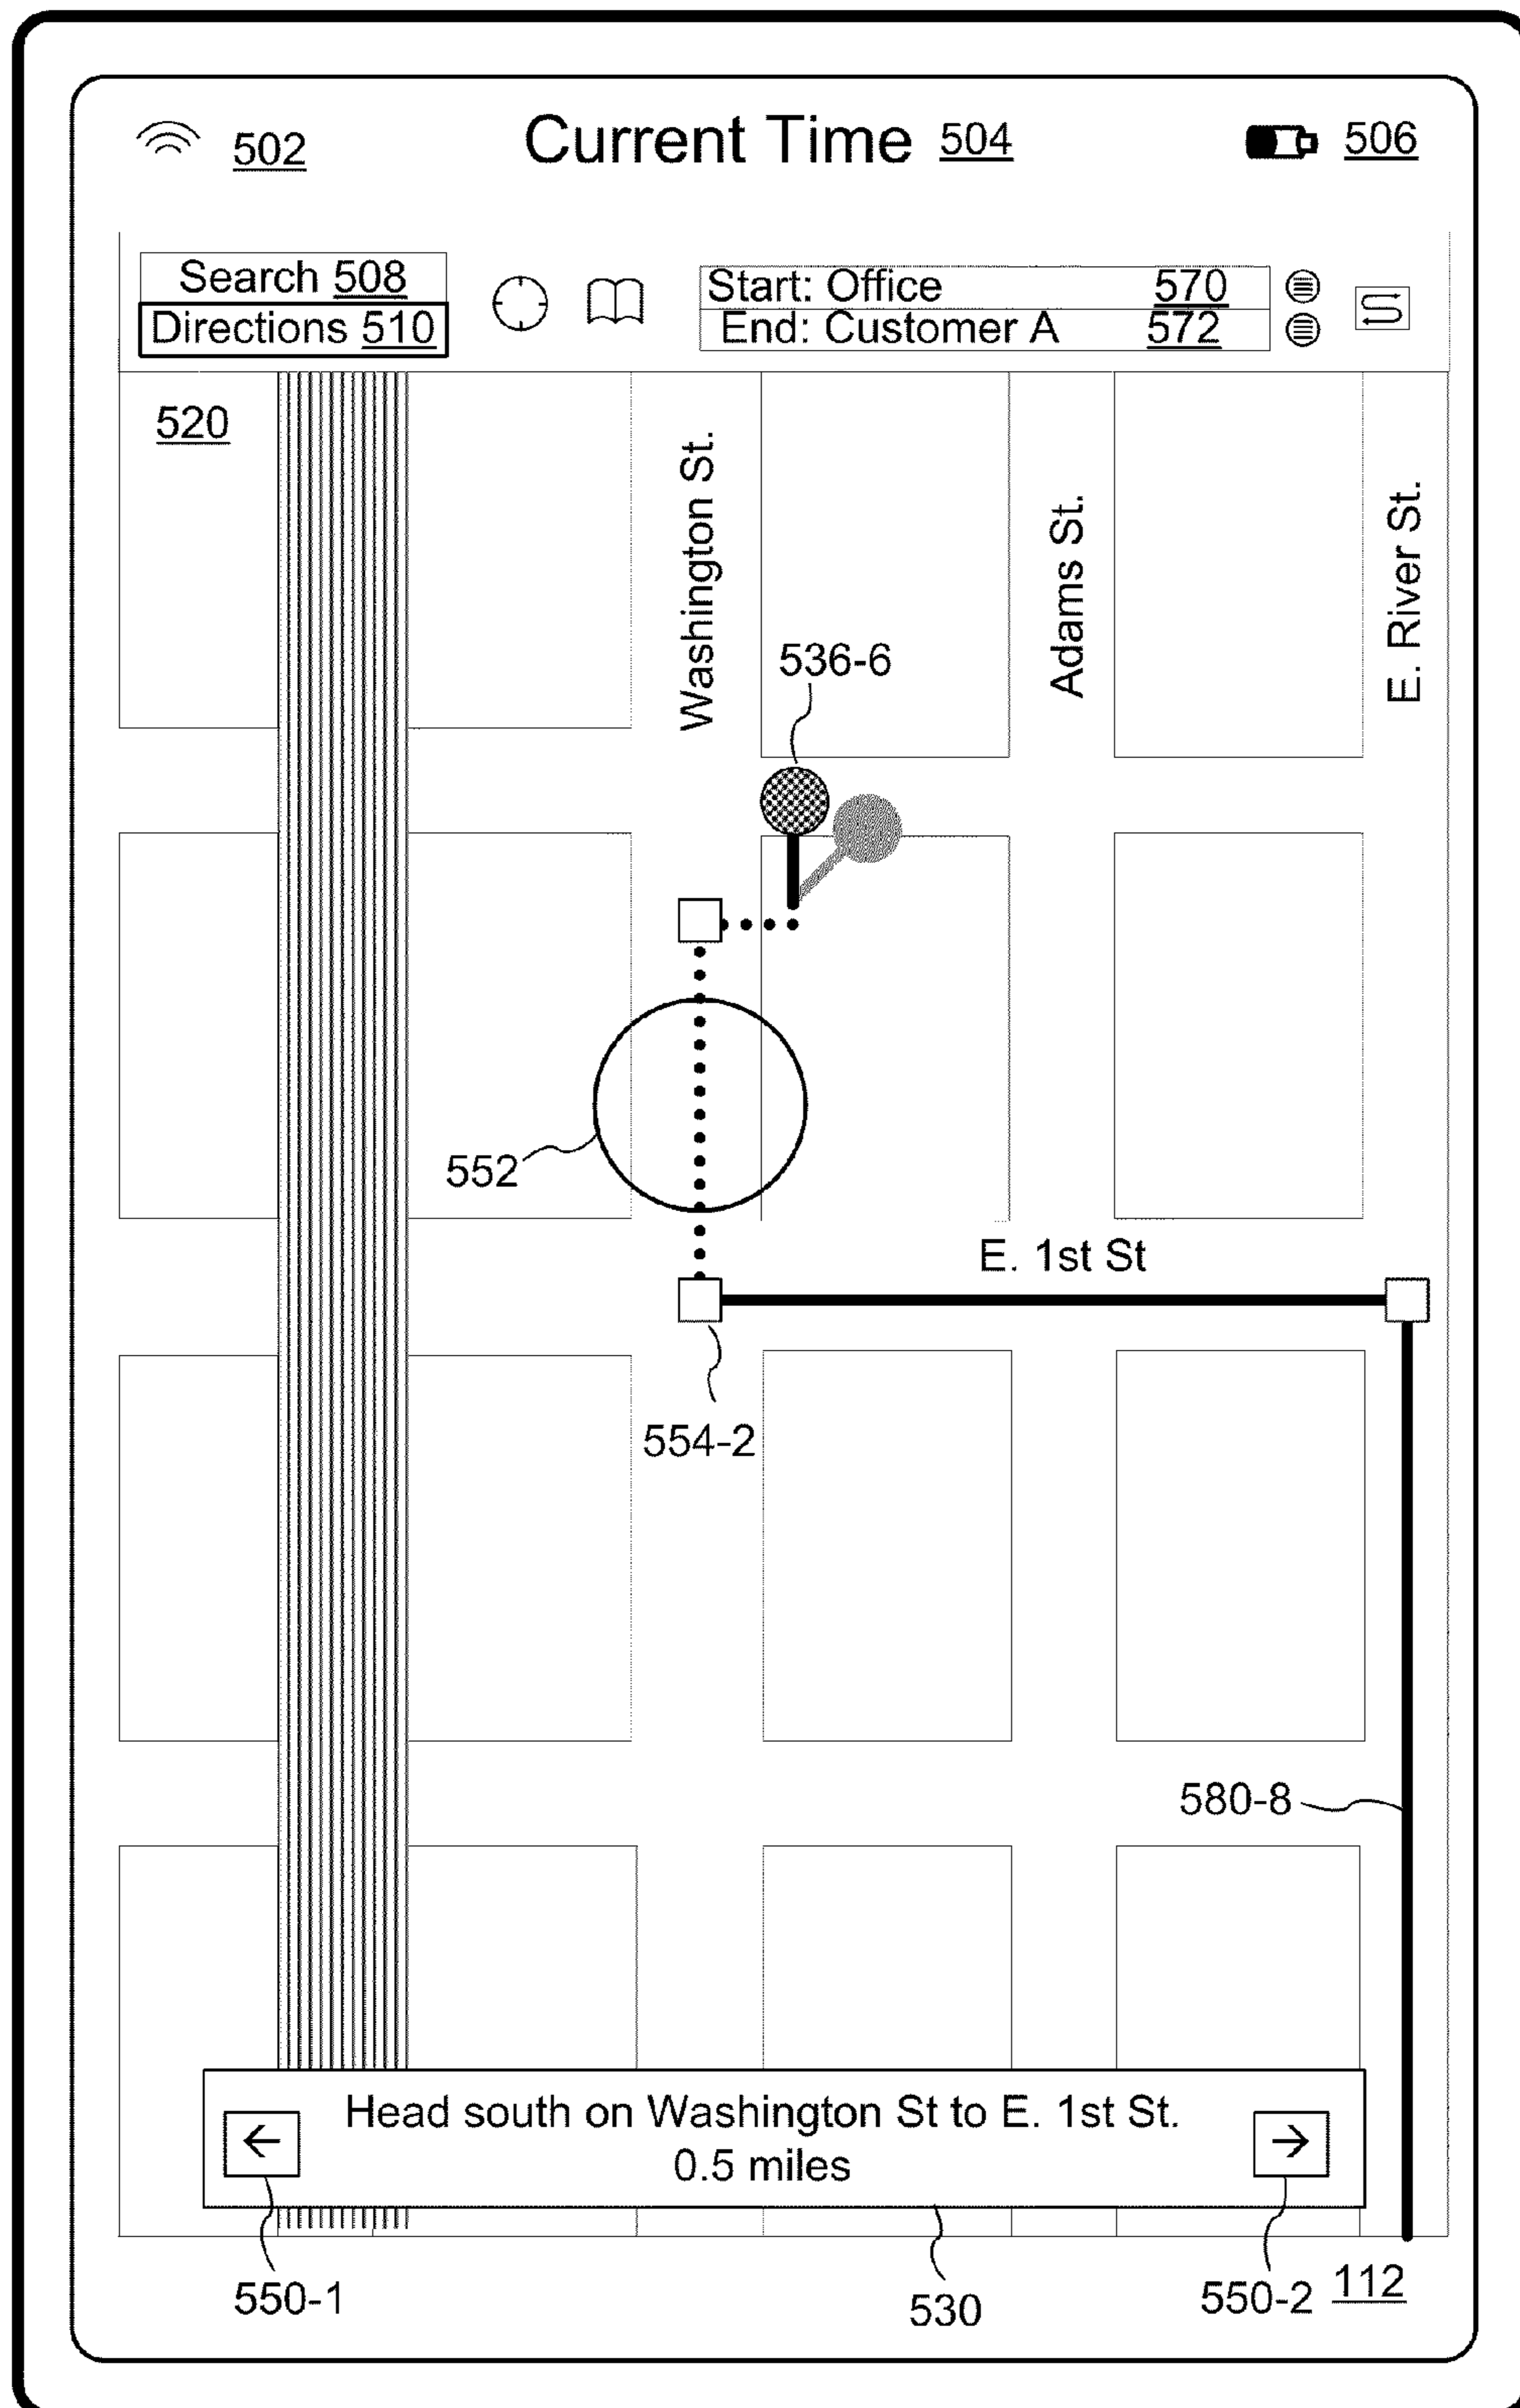 502
Current Time 504
506
Search 508
Directions 510
Start: Office 570
End: Customer A 572
520
Washington St.
Adams St.
E. River St.
536-6
552
E. 1st St
554-2
580-8
Head south on Washington St to E. 1st St.
0.5 miles
550-1
530
550-2
112